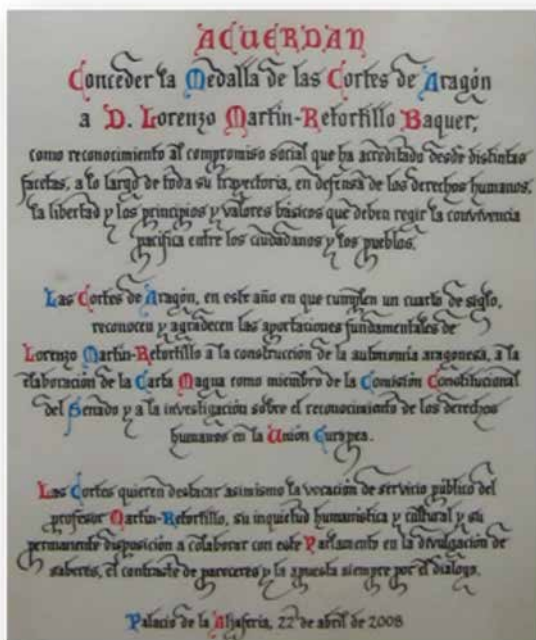 ACUERDAN
Conceder la Medalla de las Cortes de Aragón
a D. Lorenzo Martín-Retortillo Baquer,
como reconocimiento al compromiso social que ha acreditado desde distintas
facetas, a lo largo de toda su trayectoria, en defensa de los derechos humanos,
la libertad y los principios y valores básicos que deben regir la convivencia
pacífica entre los ciudadanos y los pueblos.
Las Cortes de Aragón, en este año en que cumplen un cuarto de siglo,
reconocen y agradecen las aportaciones fundamentales de
Lorenzo Martín-Retortillo a la construcción de la autonomía aragonesa, a la
elaboración de la Carta Magna como miembro de la Comisión Constitucional
del Senado y a la investigación sobre el reconocimiento de los derechos
humanos en la Unión Europea.
Las Cortes quieren destacar asimismo la vocación de servicio público del
profesor Martín-Retortillo, su inquietud humanística y cultural y su
permanente disposición a colaborar con este Parlamento en la divulgación de
saberes, el contraste de pareceres y la apuesta siempre por el diálogo.
Palacio de la Aljafería, 22 de abril de 2008